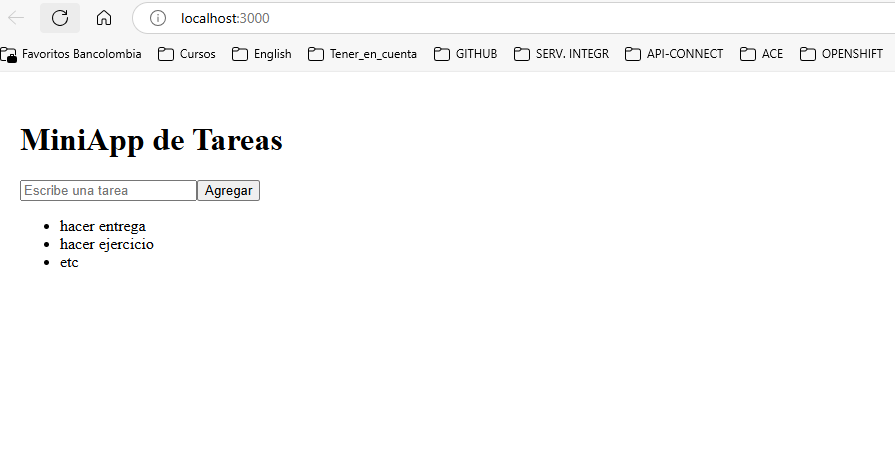 localhost:3000
Favoritos Bancolombia Cursos English Tener_en_cuenta GITHUB SERV. INTEGR API-CONNECT ACE OPENSHIFT
MiniApp de Tareas
Escribe una tarea Agregar
hacer entrega
hacer ejercicio
etc